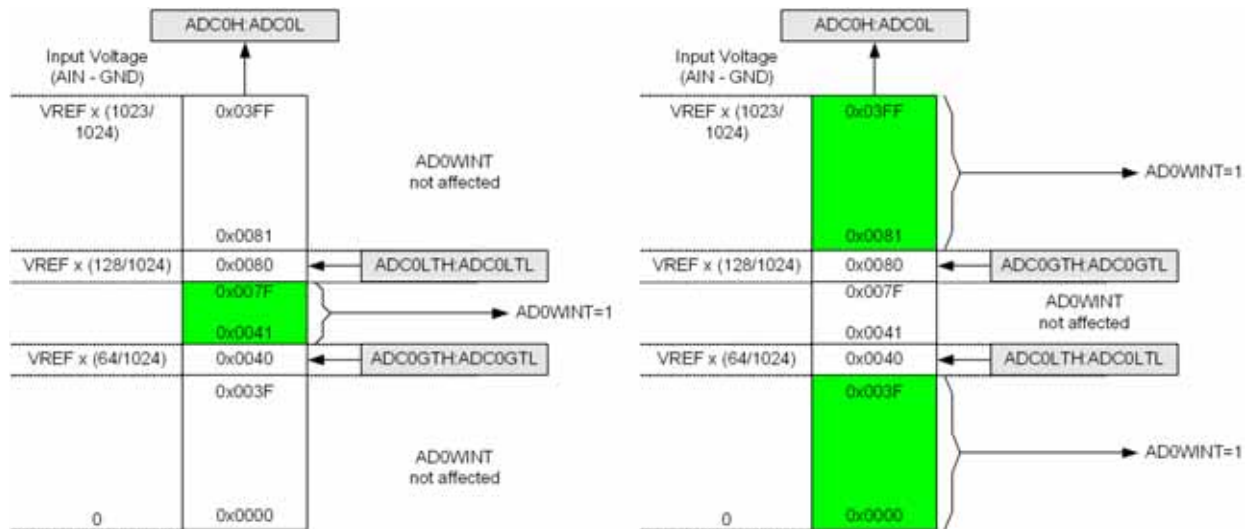 ADC0H:ADC0L
Input Voltage
(AIN - GND)
VREF x (1023/
1024)
0x03FF
AD0WINT
not affected
0x0081
VREF x (128/1024)
0x0080
ADC0LTH:ADC0LTL
0x007F
AD0WINT=1
0x0041
VREF x (64/1024)
0x0040
ADC0GTH:ADC0GTL
0x003F
AD0WINT
not affected
0
0x0000
ADC0H:ADC0L
Input Voltage
(AIN - GND)
VREF x (1023/
1024)
0x03FF
AD0WINT=1
0x0081
VREF x (128/1024)
0x0080
ADC0GTH:ADC0GTL
0x007F
AD0WINT
not affected
0x0041
VREF x (64/1024)
0x0040
ADC0LTH:ADC0LTL
0x003F
AD0WINT=1
0
0x0000